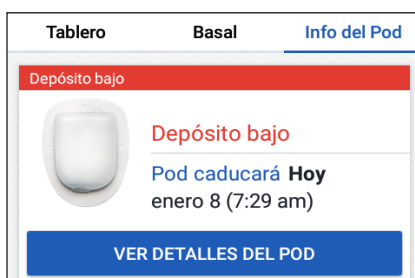 Tablero Basal Info del Pod
Depósito bajo
Depósito bajo
Pod caducará Hoy
enero 8 (7:29 am)
VER DETALLES DEL POD